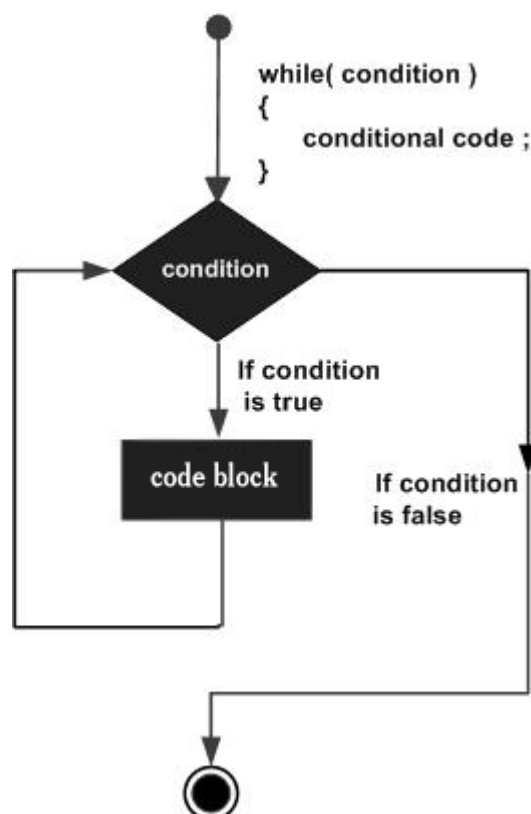 while( condition )
{
conditional code ;
}
condition
If condition
is true
code block
If condition
is false